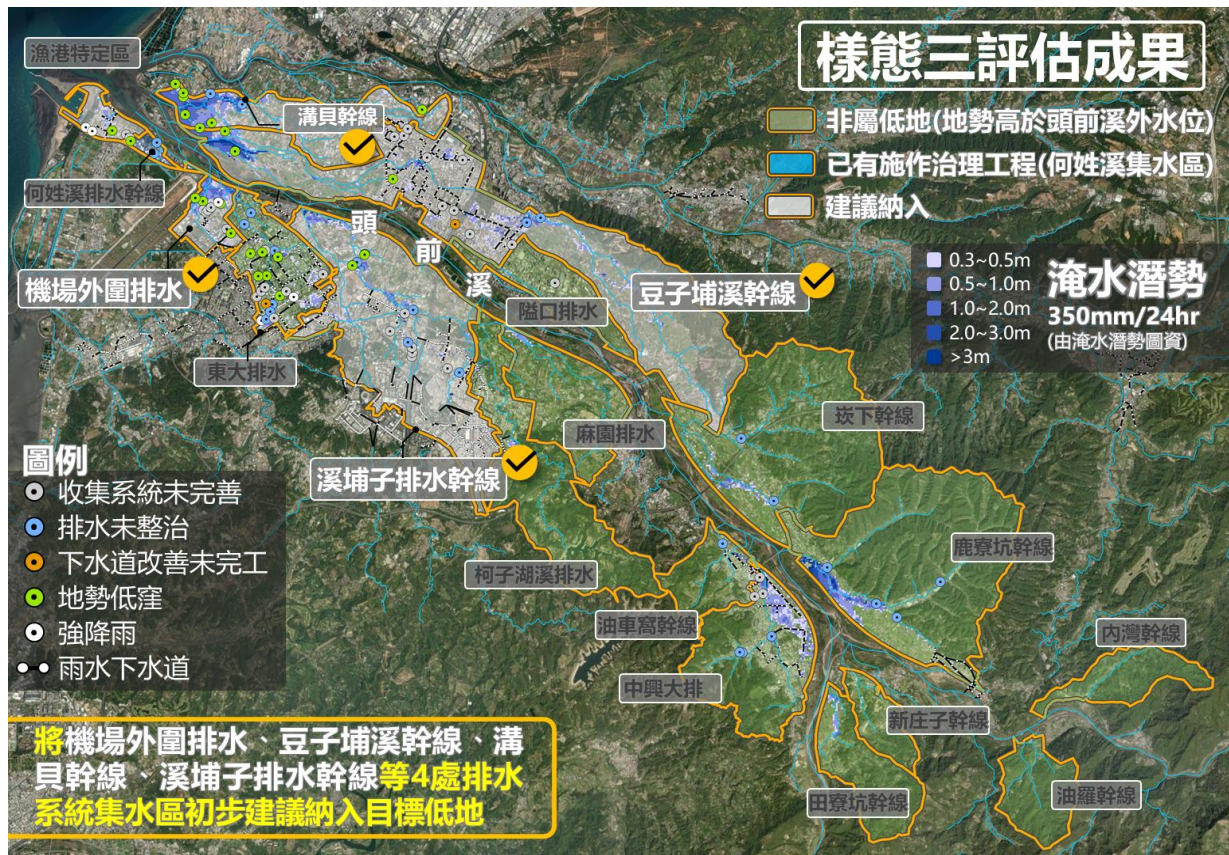 樣態三評估成果
非屬低地(地勢高於頭前溪外水位)
已有施作治理工程(何姓溪集水區)
建議納入
0.3~0.5m
0.5~1.0m
1.0~2.0m
2.0~3.0m
>3m
淹水潛勢
350mm/24hr
(由淹水潛勢圖資)
漁港特定區
溝貝幹線
何姓溪排水幹線
頭前溪
機場外圍排水
豆子埔溪幹線
隘口排水
東大排水
麻園排水
崁下幹線
溪埔子排水幹線
鹿寮坑幹線
柯子湖溪排水
油車窩幹線
內灣幹線
中興大排
新庄子幹線
田寮坑幹線
油羅幹線
圖例
收集系統未完善
排水未整治
下水道改善未完工
地勢低窪
強降雨
雨水下水道
將機場外圍排水、豆子埔溪幹線、溝
貝幹線、溪埔子排水幹線等4處排水
系統集水區初步建議納入目標低地